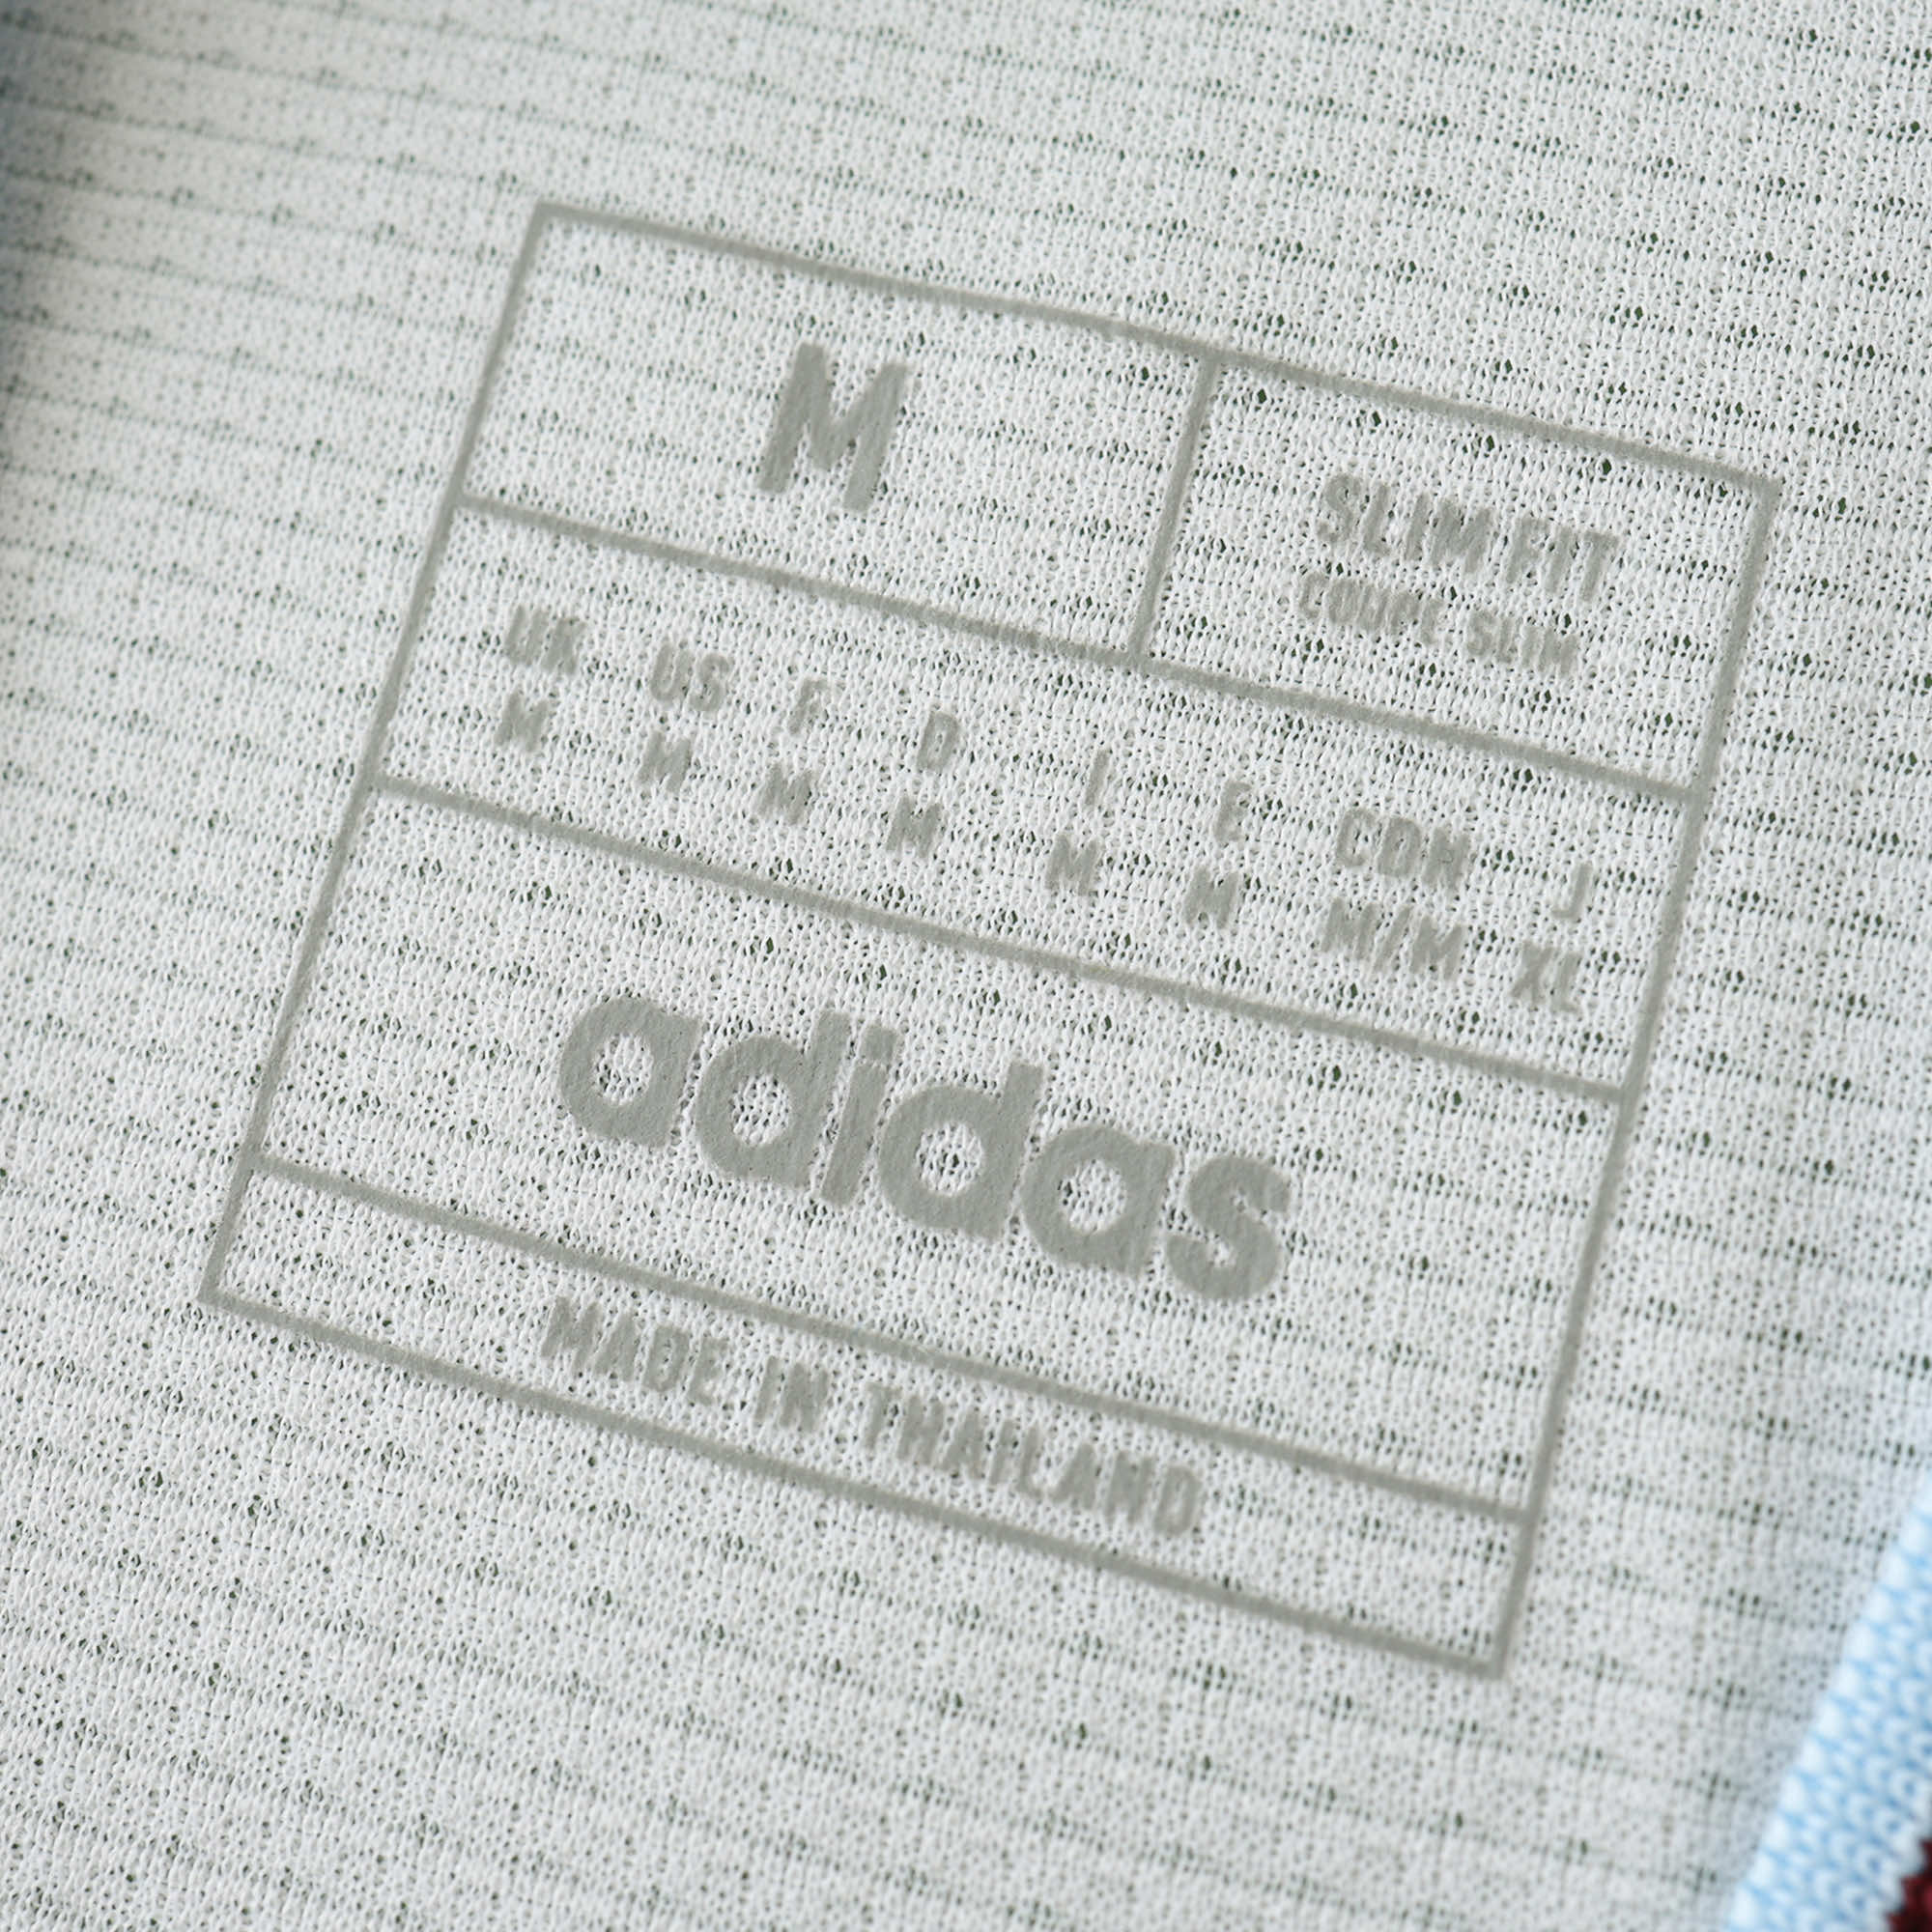 M
SLIM FIT
COUPE SLIM
UK US F D I E CDN J
M M M M M M M/M XL
adidas
MADE IN THAILAND